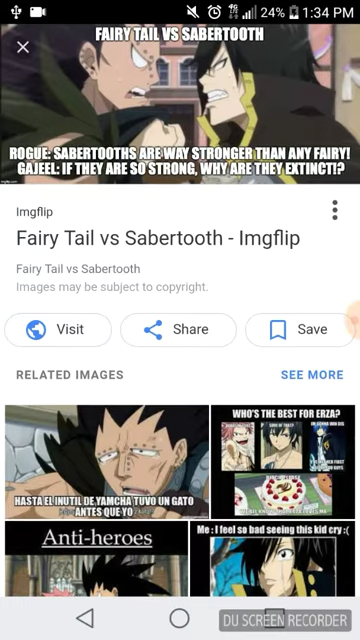 24% 1:34 PM
FAIRY TAIL VS SABERTOOTH
ROGUE: SABERTOOTHS ARE WAY STRONGER THAN ANY FAIRY!
GAJEEL: IF THEY ARE SO STRONG, WHY ARE THEY EXTINCT!?
Imgflip
Fairy Tail vs Sabertooth - Imgflip
Fairy Tail vs Sabertooth
Images may be subject to copyright.
Visit
Share
Save
RELATED IMAGES
SEE MORE
HASTA EL INUTIL DE YAMCHA TUVO UN GATO
ANTES QUE YO
WHO'S THE BEST FOR ERZA?
Anti-heroes
Me : I feel so bad seeing this kid cry :(
DU SCREEN RECORDER